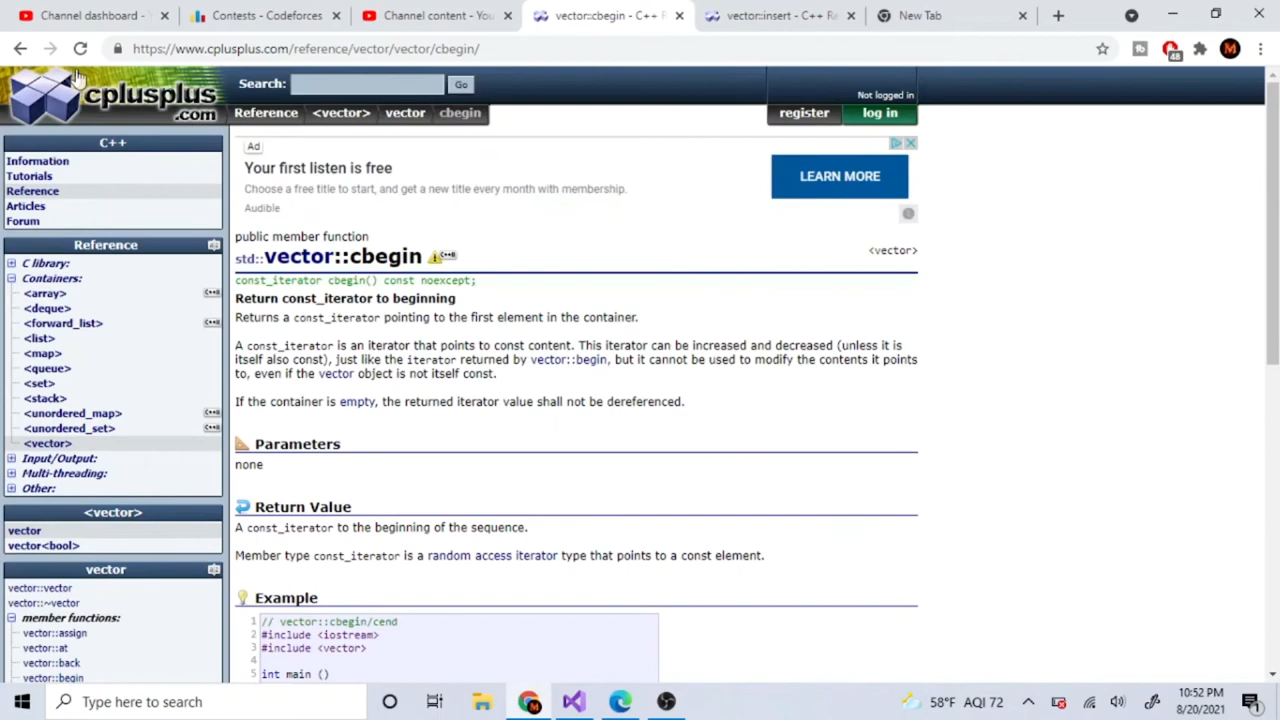 Channel dashboard - 
Contests - Codeforces
Channel content - You
vector::cbegin - C++ R
vector::insert - C++ Re
New Tab
https://www.cplusplus.com/reference/vector/vector/cbegin/
48
M
cplusplus
.com
Search:
Go
Not logged in
Reference
<vector>
vector
cbegin
register
log in
C++
Information
Tutorials
Reference
Articles
Forum
Reference
C library:
Containers:
<array>
<deque>
<forward_list>
<list>
<map>
<queue>
<set>
<stack>
<unordered_map>
<unordered_set>
<vector>
Input/Output:
Multi-threading:
Other:
<vector>
vector
vector<bool>
vector
vector::vector
vector::~vector
member functions:
vector::assign
vector::at
vector::back
vector::begin
Ad
Your first listen is free
Choose a free title to start, and get a new title every month with membership.
Audible
LEARN MORE
public member function
<vector>
std::vector::cbegin
const_iterator cbegin() const noexcept;
Return const_iterator to beginning
Returns a const_iterator pointing to the first element in the container.
A const_iterator is an iterator that points to const content. This iterator can be increased and decreased (unless it is
itself also const), just like the iterator returned by vector::begin, but it cannot be used to modify the contents it points
to, even if the vector object is not itself const.
If the container is empty, the returned iterator value shall not be dereferenced.
Parameters
none
Return Value
A const_iterator to the beginning of the sequence.
Member type const_iterator is a random access iterator type that points to a const element.
Example
1 // vector::cbegin/cend
2 #include <iostream>
3 #include <vector>
4
5 int main ()
Type here to search
58°F AQI 72
10:52 PM
8/20/2021
1